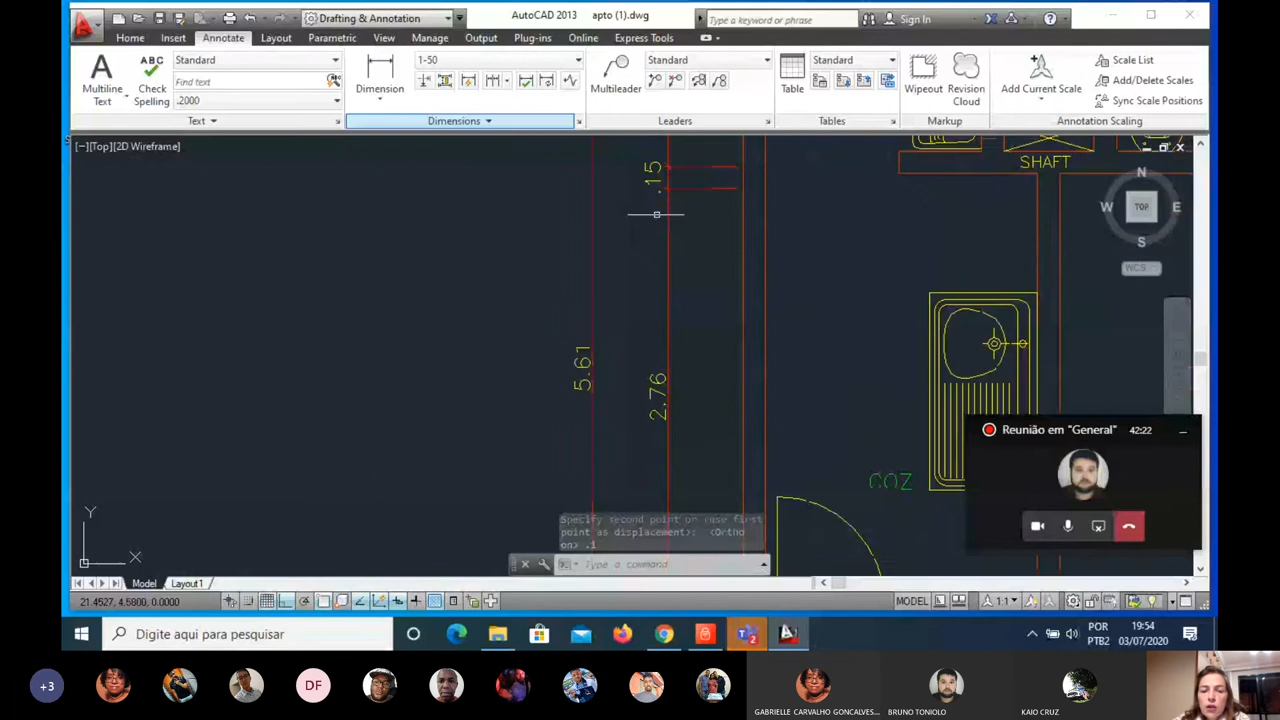 Drafting & Annotation
AutoCAD 2013 apto (1).dwg
Type a keyword or phrase
Sign In
Home Insert Annotate Layout Parametric View Manage Output Plug-ins Online Express Tools
Standard
1-50
Standard
Standard
Scale List
ABC
Find text
Add/Delete Scales
Multiline Text
Check Spelling
.2000
Dimension
Multileader
Table
Wipeout
Revision Cloud
Add Current Scale
Sync Scale Positions
Text
Dimensions
Leaders
Tables
Markup
Annotation Scaling
[−][Top][2D Wireframe]
.15
SHAFT
N
W
TOP
E
S
WCS
5.61
2.76
COZ
Reunião em "General" 42:22
Y
X
Specify second point or <use first
point as displacement>: <Ortho
on> .1
Type a command
Model Layout1
21.4527, 4.5800, 0.0000
MODEL
1:1
Digite aqui para pesquisar
2
POR
PTB2
19:54
03/07/2020
+3
DF
GABRIELLE CARVALHO GONCALVES...
BRUNO TONIOLO
KAIO CRUZ